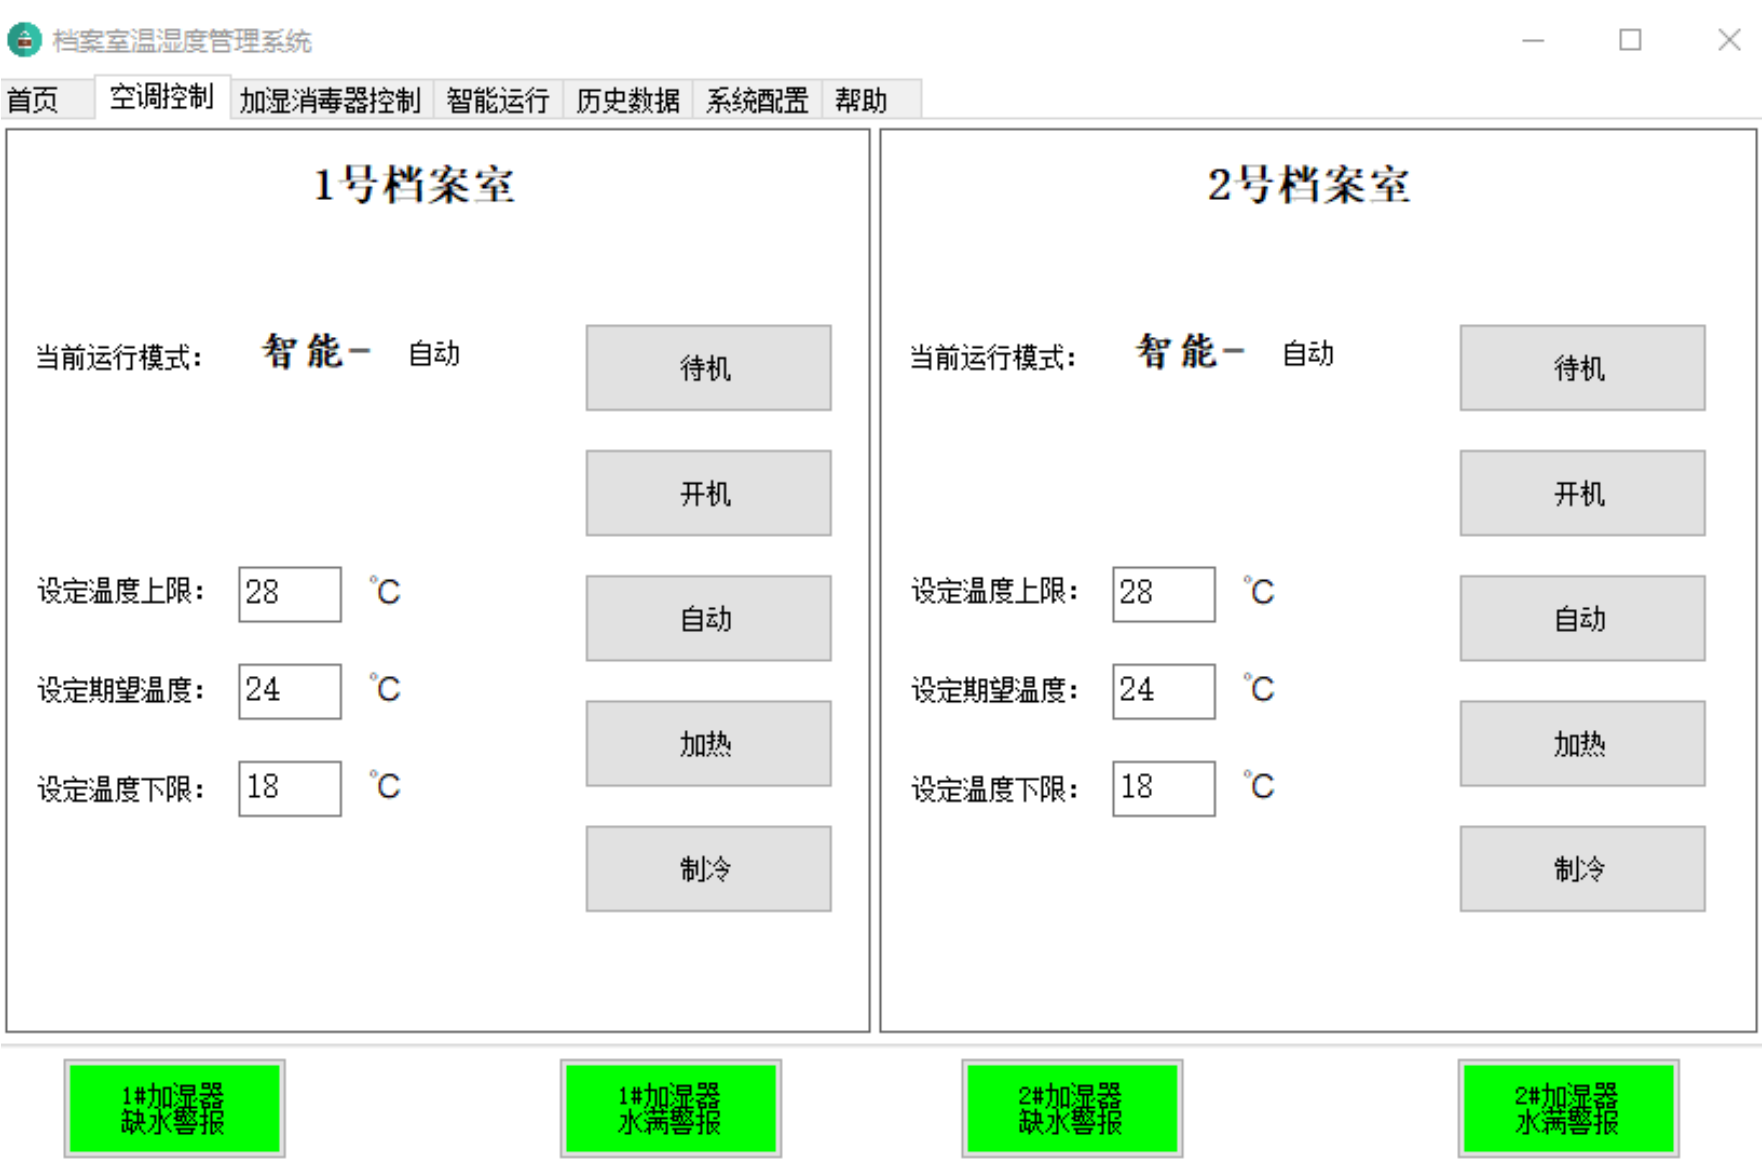 档案室温湿度管理系统
首页 空调控制 加湿消毒器控制 智能运行 历史数据 系统配置 帮助
1号档案室
当前运行模式: 智能- 自动
待机
开机
设定温度上限: 28 ℃
自动
设定期望温度: 24 ℃
加热
设定温度下限: 18 ℃
制冷
2号档案室
当前运行模式: 智能- 自动
待机
开机
设定温度上限: 28 ℃
自动
设定期望温度: 24 ℃
加热
设定温度下限: 18 ℃
制冷
1#加湿器
缺水警报
1#加湿器
水满警报
2#加湿器
缺水警报
2#加湿器
水满警报